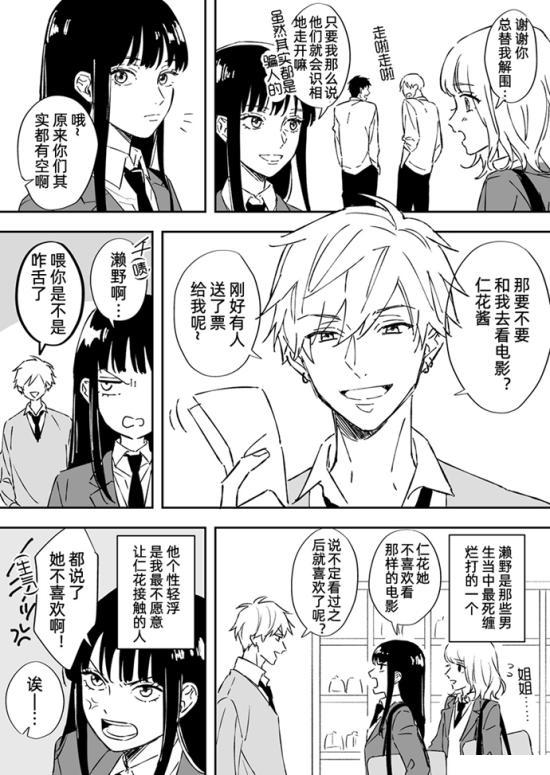 谢谢你
总替我解围…
走啦走啦
只要我那么说
他们就会识相
地走开嘛
虽然其实都是
骗人的
哦~
原来你们其
实都有空啊
那要不要
和我去看电影?
仁花酱
刚好有人
送了票
给我呢~
濑野啊…
喂你是不是
咋舌了
濑野是那些男
生当中最死缠
烂打的一个
姐姐…
仁花她
不喜欢看
那样的电影
说不定看过之
后就喜欢了呢?
他个性轻浮
是我最不愿意
让仁花接触的人
都说了
她不喜欢啊!
诶——…